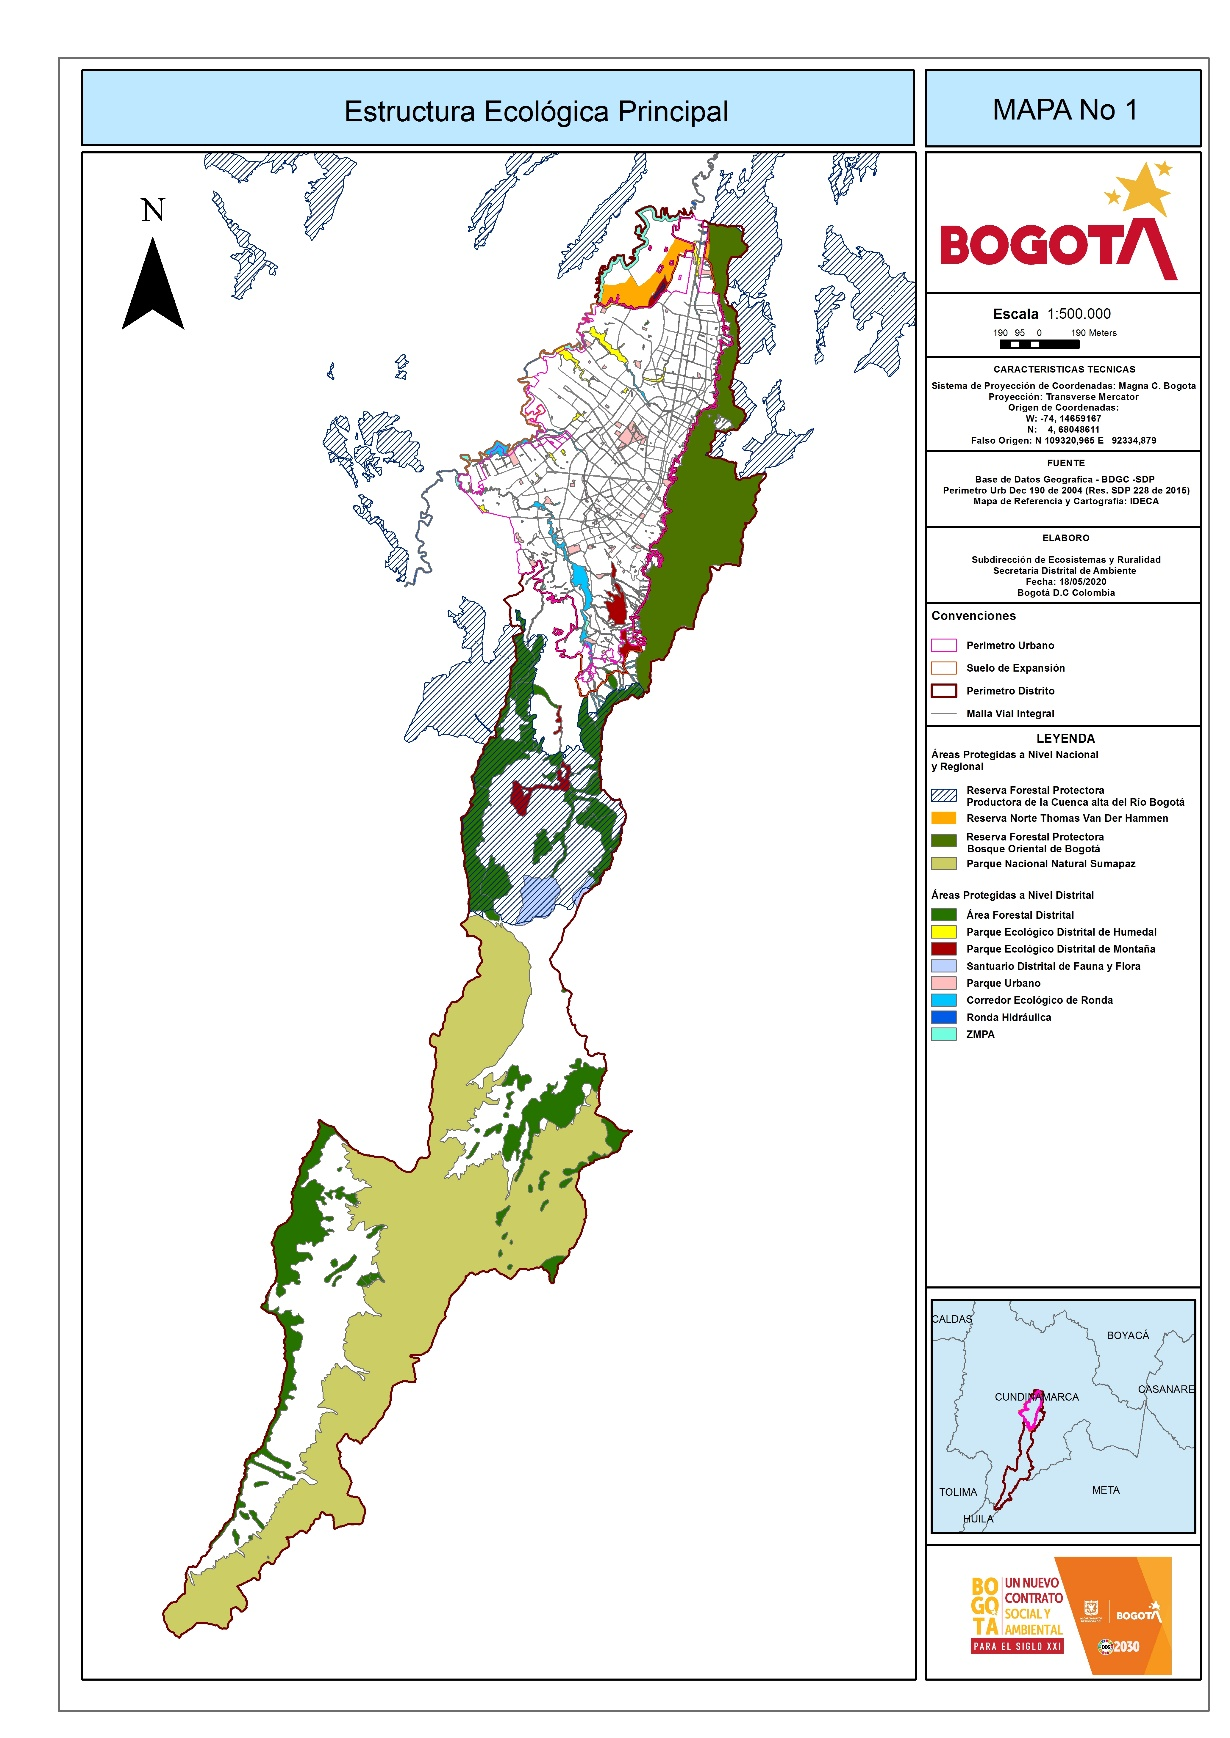 Estructura Ecológica Principal
MAPA No 1
N
BOGOTA
Escala 1:500.000
190 95 0 190 Meters
CARACTERISTICAS TECNICAS
Sistema de Proyección de Coordenadas: Magna C. Bogota
Proyección: Transverse Mercator
Origen de Coordenadas:
W: -74, 14659167
N: 4, 68048611
Falso Origen: N 109320,965 E 92334,879
FUENTE
Base de Datos Geografica - BDGC -SDP
Perimetro Urb Dec 190 de 2004 (Res. SDP 228 de 2015)
Mapa de Referencia y Cartografía: IDECA
ELABORO
Subdirección de Ecosistemas y Ruralidad
Secretaria Distrital de Ambiente
Fecha: 18/05/2020
Bogotá D.C Colombia
Convenciones
Perimetro Urbano
Suelo de Expansión
Perimetro Distrito
Malla Vial Integral
LEYENDA
Áreas Protegidas a Nivel Nacional
y Regional
Reserva Forestal Protectora
Productora de la Cuenca alta del Río Bogotá
Reserva Norte Thomas Van Der Hammen
Reserva Forestal Protectora
Bosque Oriental de Bogotá
Parque Nacional Natural Sumapaz
Áreas Protegidas a Nivel Distrital
Área Forestal Distrital
Parque Ecológico Distrital de Humedal
Parque Ecológico Distrital de Montaña
Santuario Distrital de Fauna y Flora
Parque Urbano
Corredor Ecológico de Ronda
Ronda Hidráulica
ZMPA
CALDAS
BOYACÁ
CUNDINAMARCA
CASANARE
TOLIMA
META
HUILA
BOGOTA
UN NUEVO
CONTRATO
SOCIAL Y
AMBIENTAL
PARA EL SIGLO XXI
BOGOTA
ODS 2030